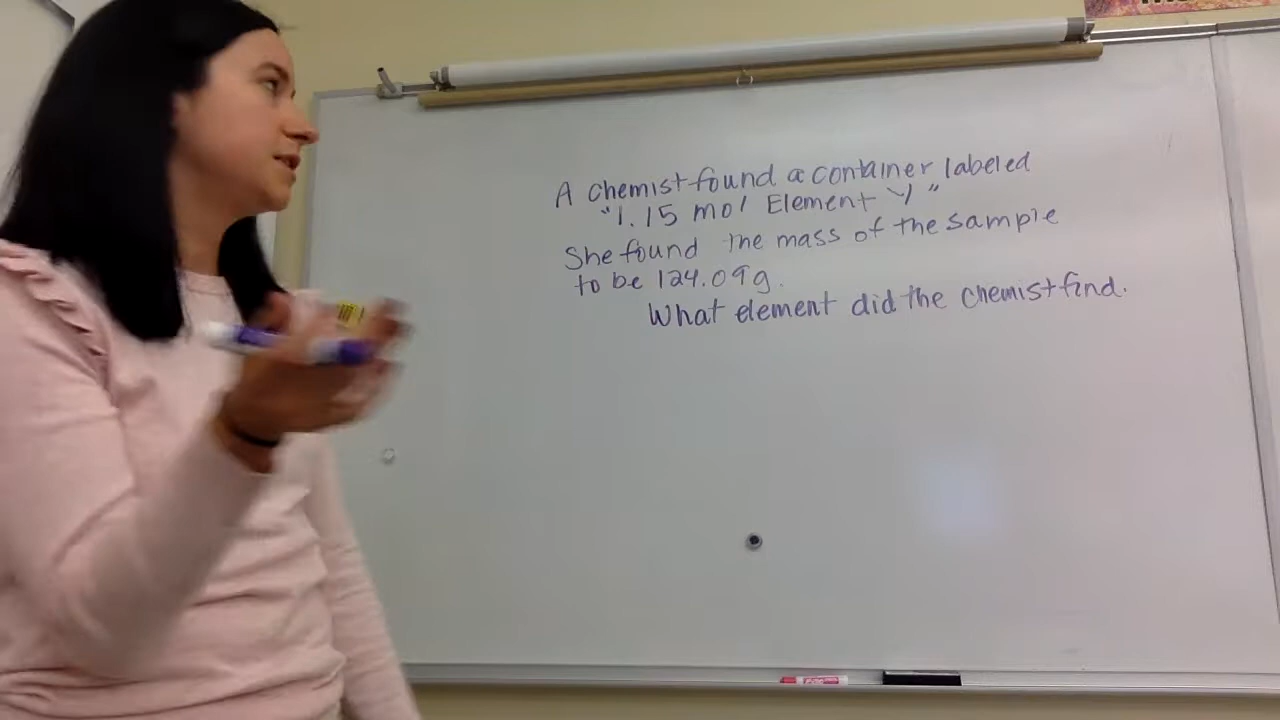 A chemist found a container labeled
"1.15 mol Element Y"
She found the mass of the sample
to be 124.09g.
What element did the chemist find.